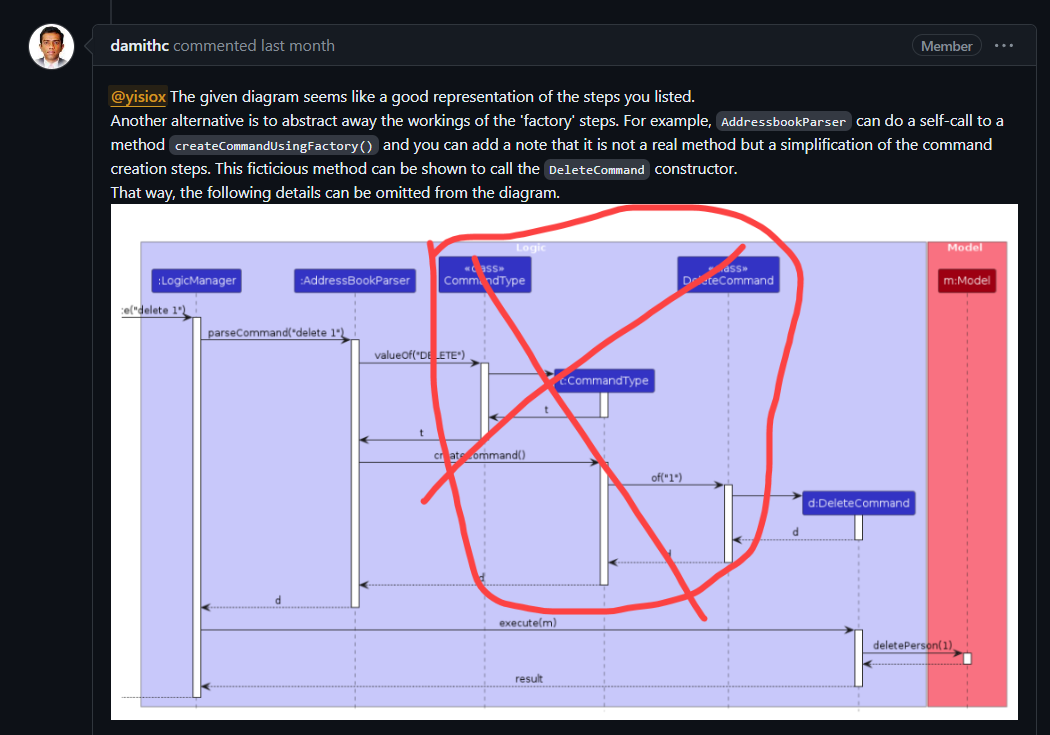 damithc commented last month
Member
@yisiox The given diagram seems like a good representation of the steps you listed.
Another alternative is to abstract away the workings of the 'factory' steps. For example, AddressbookParser can do a self-call to a
method createCommandUsingFactory() and you can add a note that it is not a real method but a simplification of the command
creation steps. This ficticious method can be shown to call the DeleteCommand constructor.
That way, the following details can be omitted from the diagram.
Logic
Model
:LogicManager
:AddressBookParser
«class»
CommandType
«class»
DeleteCommand
m:Model
:e("delete 1")
parseCommand("delete 1")
valueOf("DELETE")
t:CommandType
t
t
createCommand()
of("1")
d:DeleteCommand
d
d
d
d
execute(m)
deletePerson(1)
result